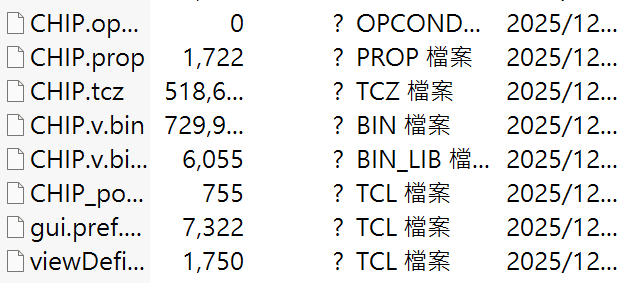 CHIP.op... 0 ? OPCOND... 2025/12...
CHIP.prop 1,722 ? PROP 檔案 2025/12...
CHIP.tcz 518,6... ? TCZ 檔案 2025/12...
CHIP.v.bin 729,9... ? BIN 檔案 2025/12...
CHIP.v.bi... 6,055 ? BIN_LIB 檔... 2025/12...
CHIP_po... 755 ? TCL 檔案 2025/12...
gui.pref.... 7,322 ? TCL 檔案 2025/12...
viewDefi... 1,750 ? TCL 檔案 2025/12...